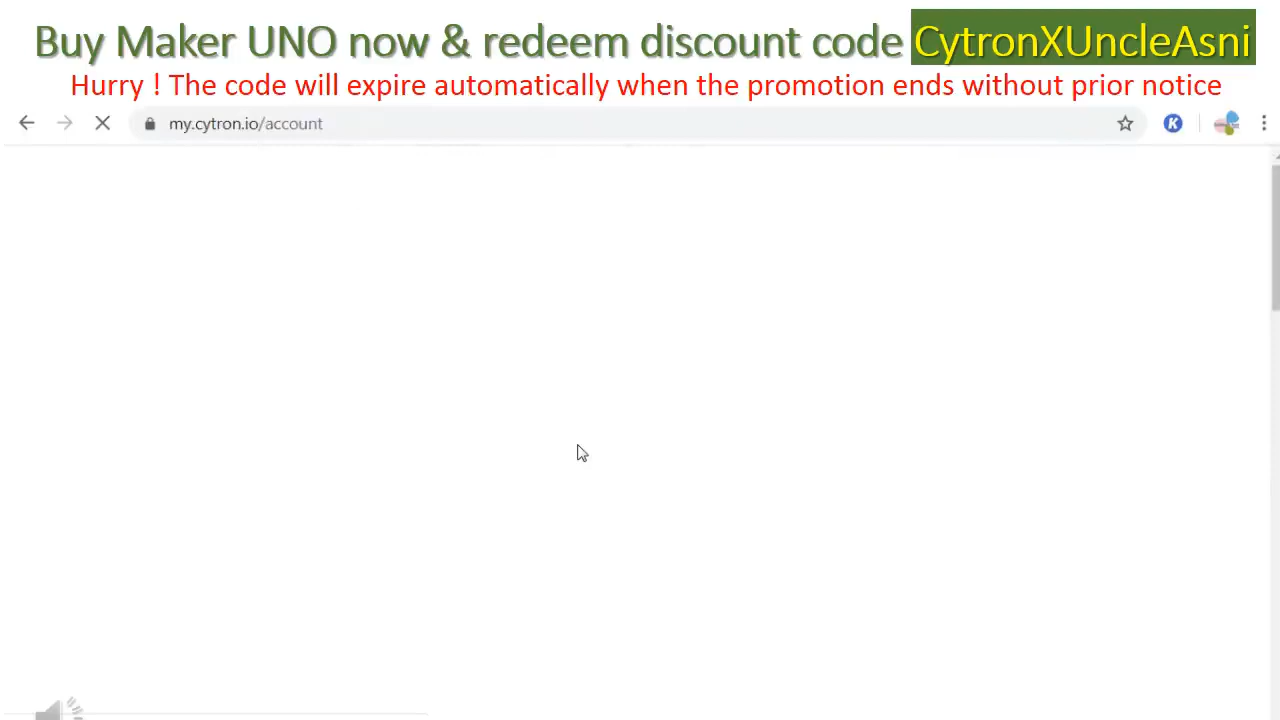 Buy Maker UNO now & redeem discount code CytronXUncleAsni
Hurry ! The code will expire automatically when the promotion ends without prior notice
my.cytron.io/account
K